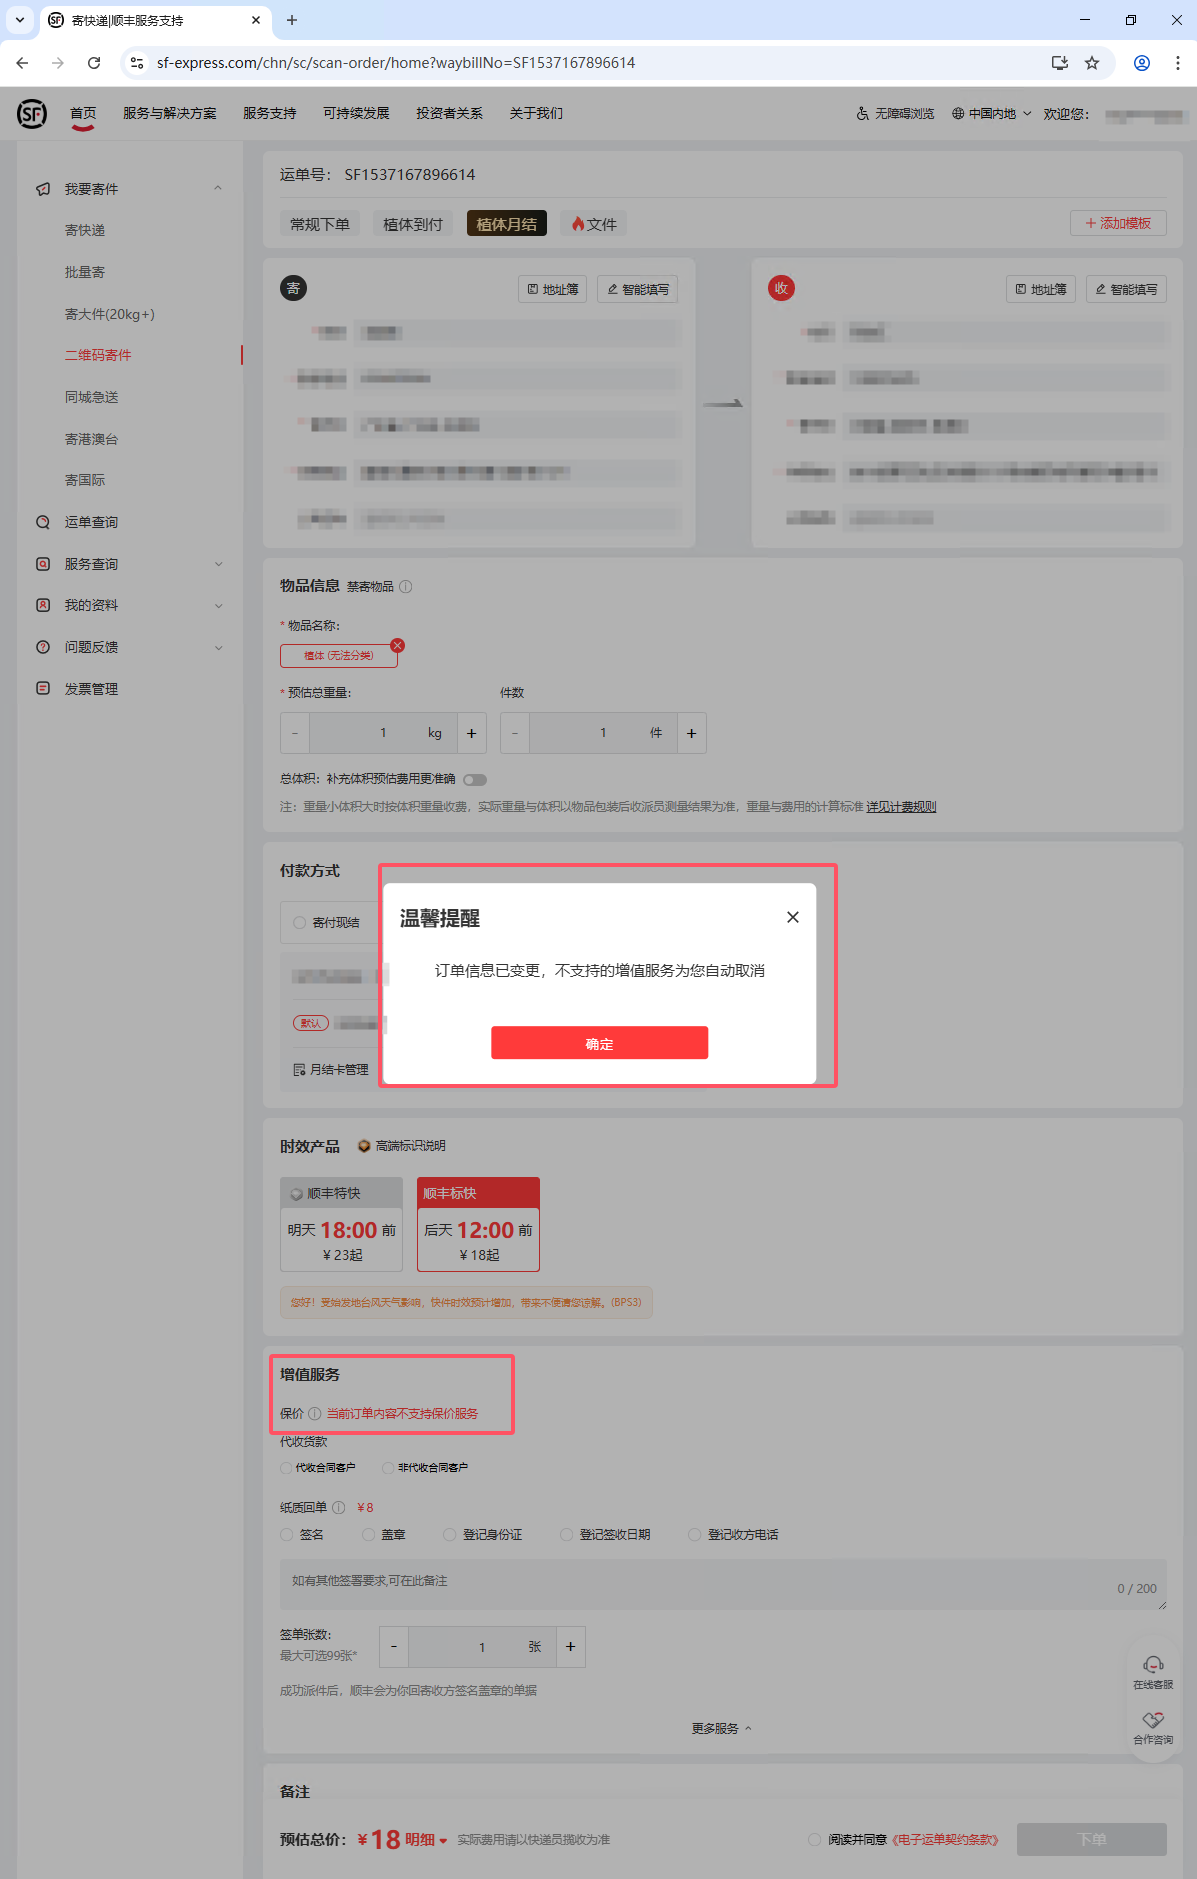 寄快递|顺丰服务支持
sf-express.com/chn/sc/scan-order/home?waybillNo=SF1537167896614
SF 首页 服务与解决方案 服务支持 可持续发展 投资者关系 关于我们 无障碍浏览 中国内地 欢迎您：
我要寄件
寄快递
批量寄
寄大件(20kg+)
二维码寄件
同城急送
寄港澳台
寄国际
运单查询
服务查询
我的资料
问题反馈
发票管理
运单号： SF1537167896614
常规下单 植体到付 植体月结 文件 + 添加模板
寄 地址簿 智能填写
收 地址簿 智能填写
物品信息 禁寄物品
* 物品名称:
植体 (无法分类)
* 预估总重量: 件数
- 1 kg + - 1 件 +
总体积: 补充体积预估费用更准确
注：重量小体积大时按体积重量收费，实际重量与体积以物品包装后收派员测量结果为准，重量与费用的计算标准 详见计费规则
付款方式
寄付现结
默认
月结卡管理
温馨提醒
订单信息已变更，不支持的增值服务为您自动取消
确定
时效产品 高端标识说明
顺丰特快
明天 18:00 前
¥ 23起
顺丰标快
后天 12:00 前
¥ 18起
您好！受始发地台风天气影响，快件时效预计增加，带来不便请您谅解。(BPS3)
增值服务
保价 当前订单内容不支持保价服务
代收货款
代收合同客户 非代收合同客户
纸质回单 ¥ 8
签名 盖章 登记身份证 登记签收日期 登记收方电话
如有其他签署要求,可在此备注
0 / 200
签单张数:
最大可选99张*
- 1 张 +
成功派件后，顺丰会为你回寄收方签名盖章的单据
更多服务
在线客服
合作咨询
备注
预估总价： ¥ 18 明细 实际费用请以快递员揽收为准 阅读并同意《电子运单契约条款》 下单